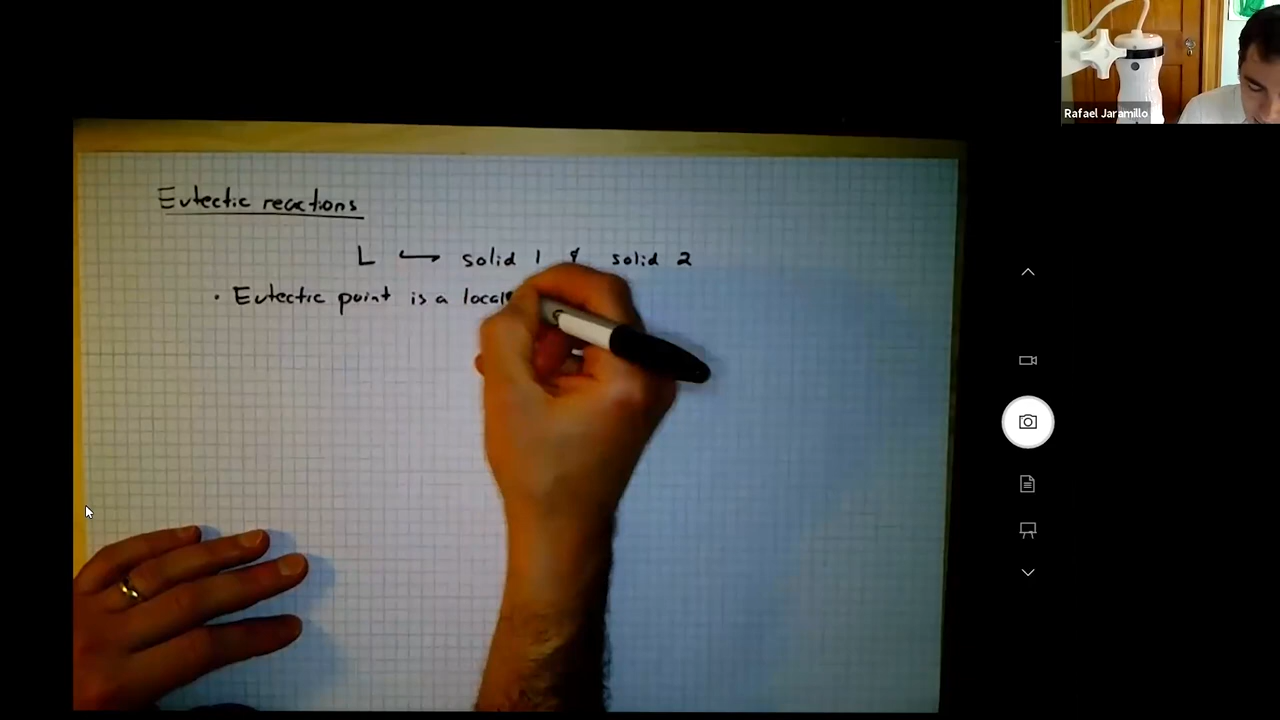 Rafael Jaramillo
Eutectic reactions
L ↔ solid 1 & solid 2
• Eutectic point is a local